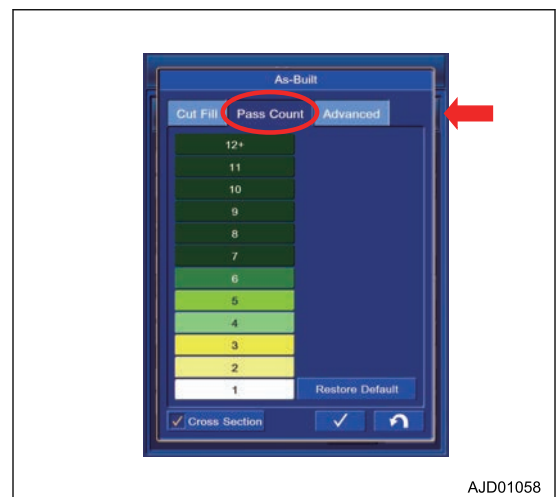 As-Built
Cut Fill Pass Count Advanced
12+
11
10
9
8
7
6
5
4
3
2
1 Restore Default
Cross Section
AJD01058